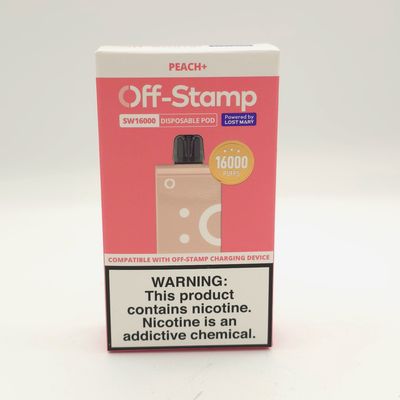 PEACH+
Off-Stamp
SW16000 DISPOSABLE POD Powered by
LOST MARY
16000
PUFFS
COMPATIBLE WITH OFF-STAMP CHARGING DEVICE
WARNING:
This product
contains nicotine.
Nicotine is an
addictive chemical.